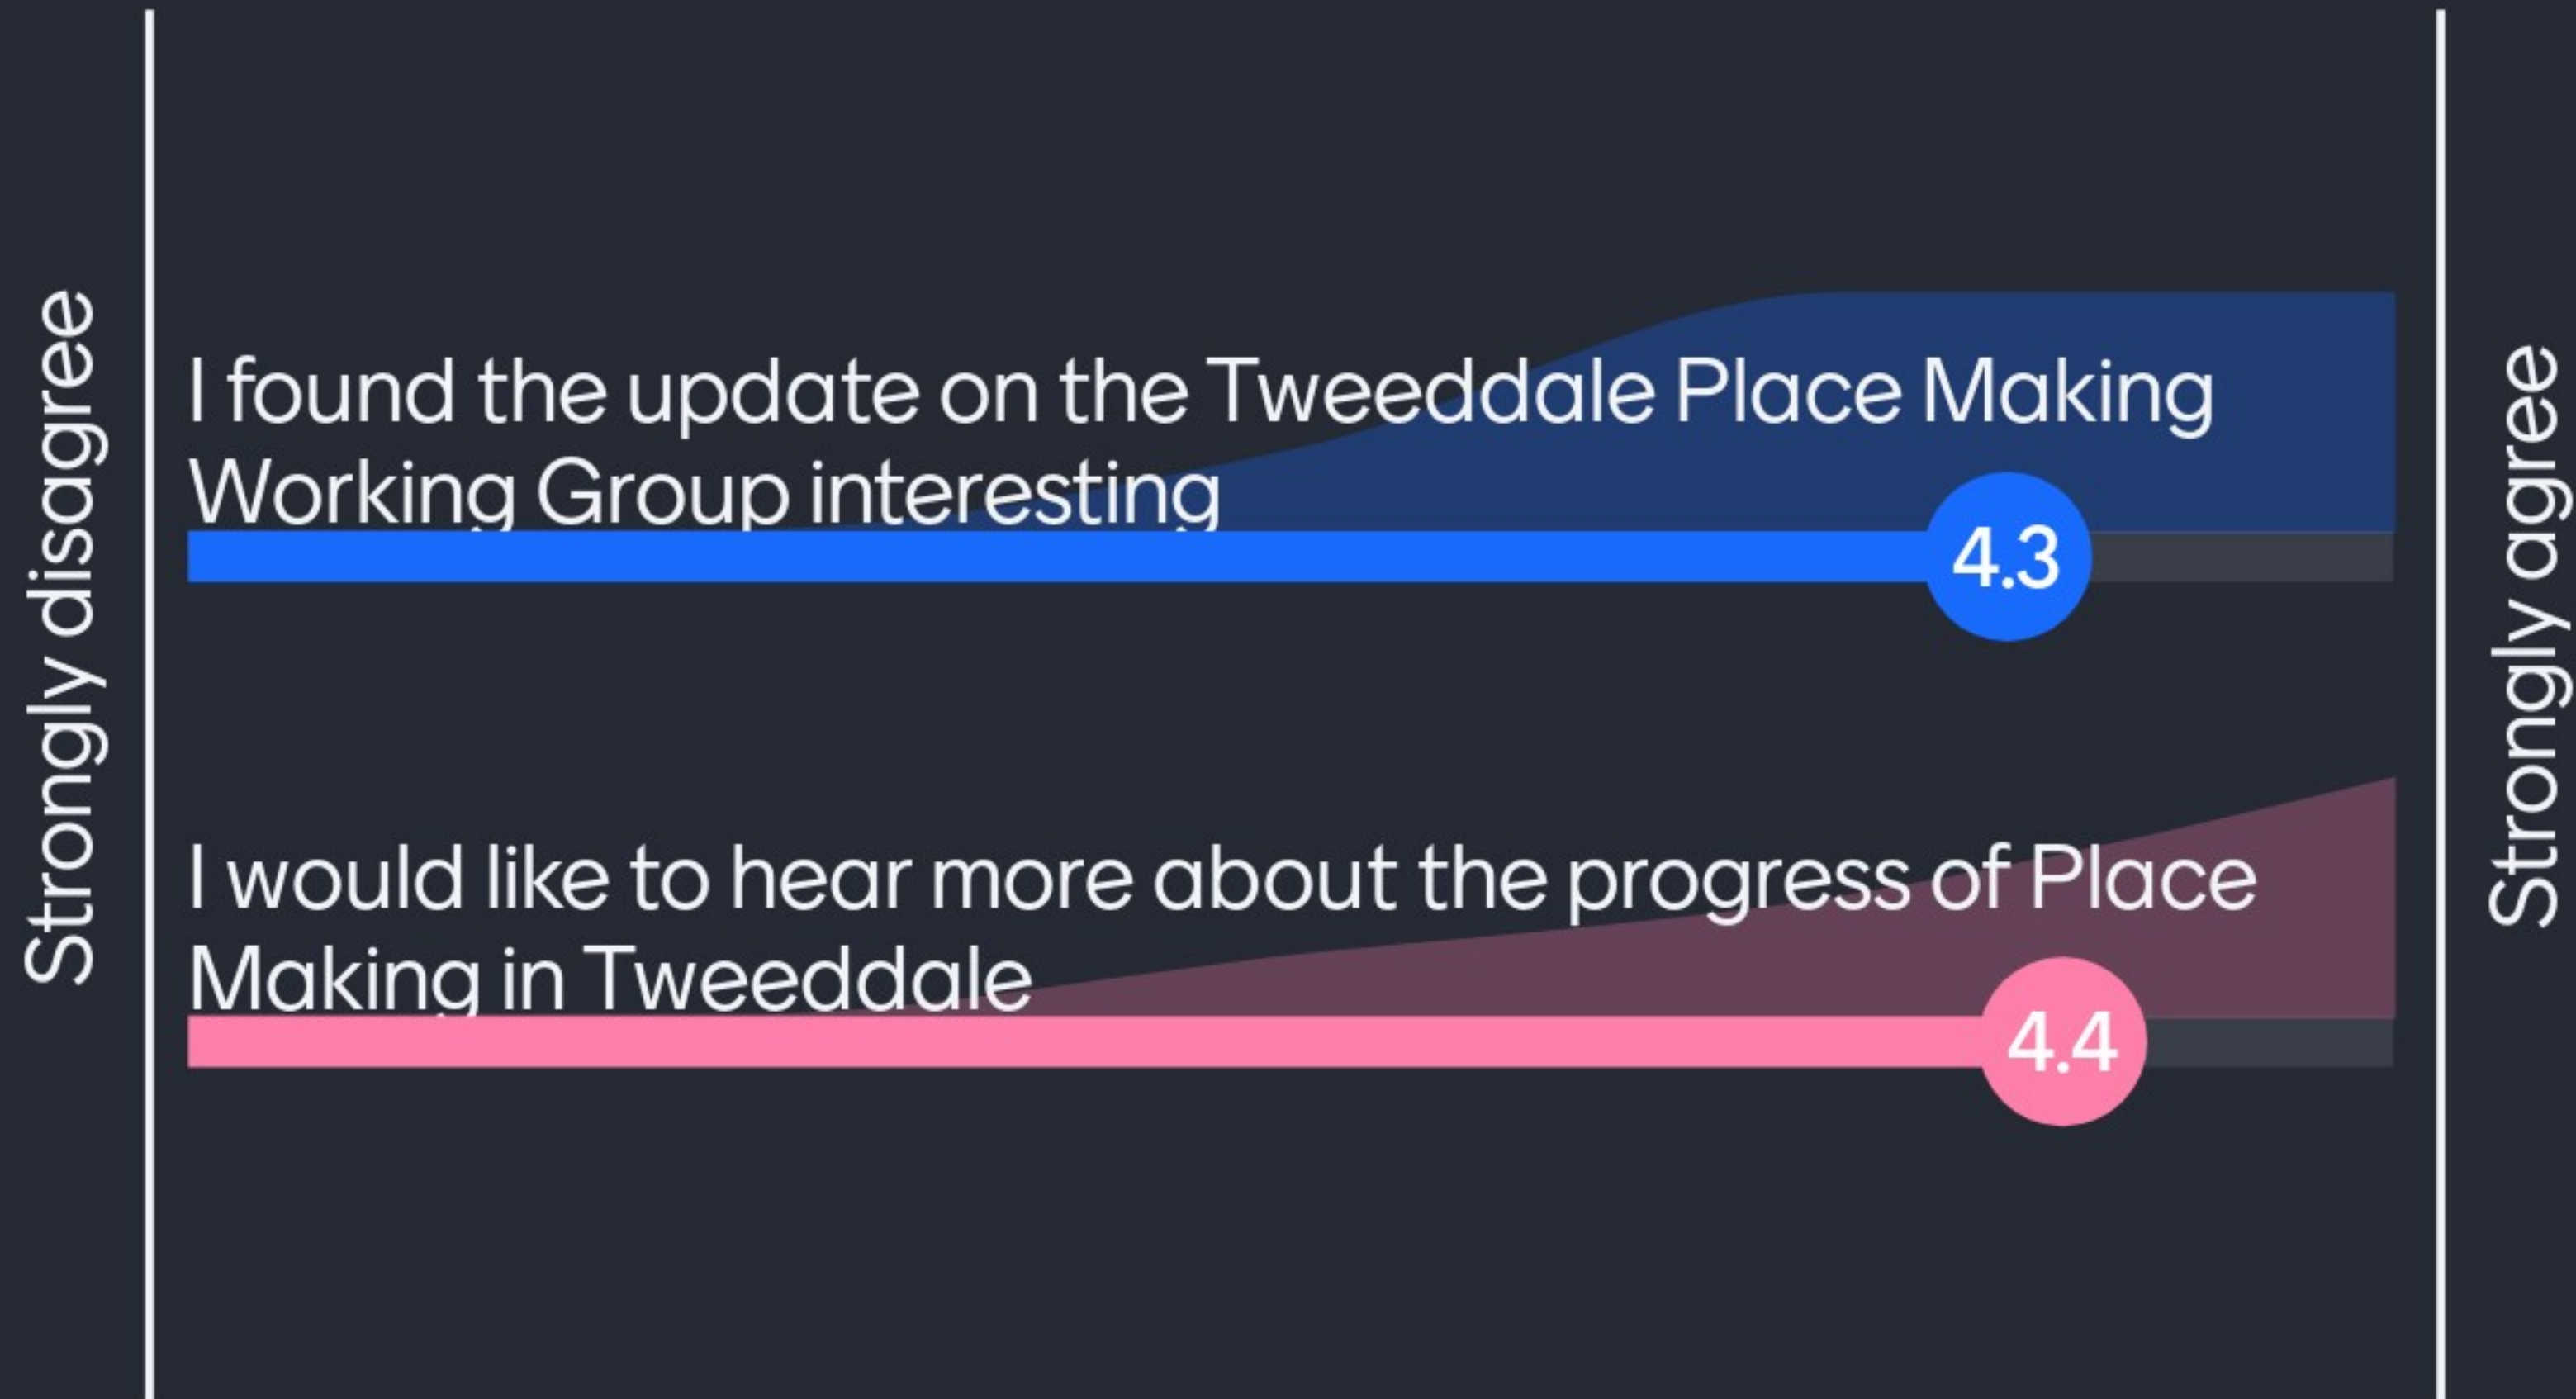 Strongly disagree
I found the update on the Tweeddale Place Making
Working Group interesting
4.3
I would like to hear more about the progress of Place
Making in Tweeddale
4.4
Strongly agree